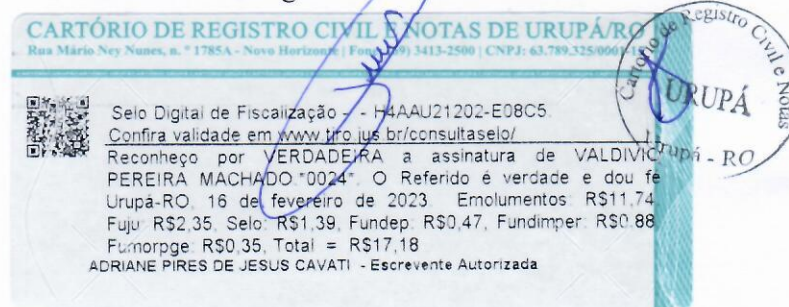 CARTÓRIO DE REGISTRO CIVIL E NOTAS DE URUPÁ/RO
Rua Mário Ney Nunes, n. º 1785A - Novo Horizonte | Fone 69) 3413-2500 | CNPJ: 63.789.325/0001-15
Selo Digital de Fiscalização - - H4AAU21202-E08C5.
Confira validade em www.tjro.jus.br/consultaselo/
Reconheço por VERDADEIRA a assinatura de VALDIVIO
PEREIRA MACHADO.*0024*. O Referido é verdade e dou fe
Urupá-RO, 16 de fevereiro de 2023. Emolumentos: R$11,74,
Fuju: R$2,35, Selo: R$1,39, Fundep: R$0,47, Fundimper: R$0,88
Fumorpge: R$0,35, Total = R$17,18
ADRIANE PIRES DE JESUS CAVATI - Escrevente Autorizada
Cartório de Registro Civil e Notas
URUPÁ
Urupá - RO